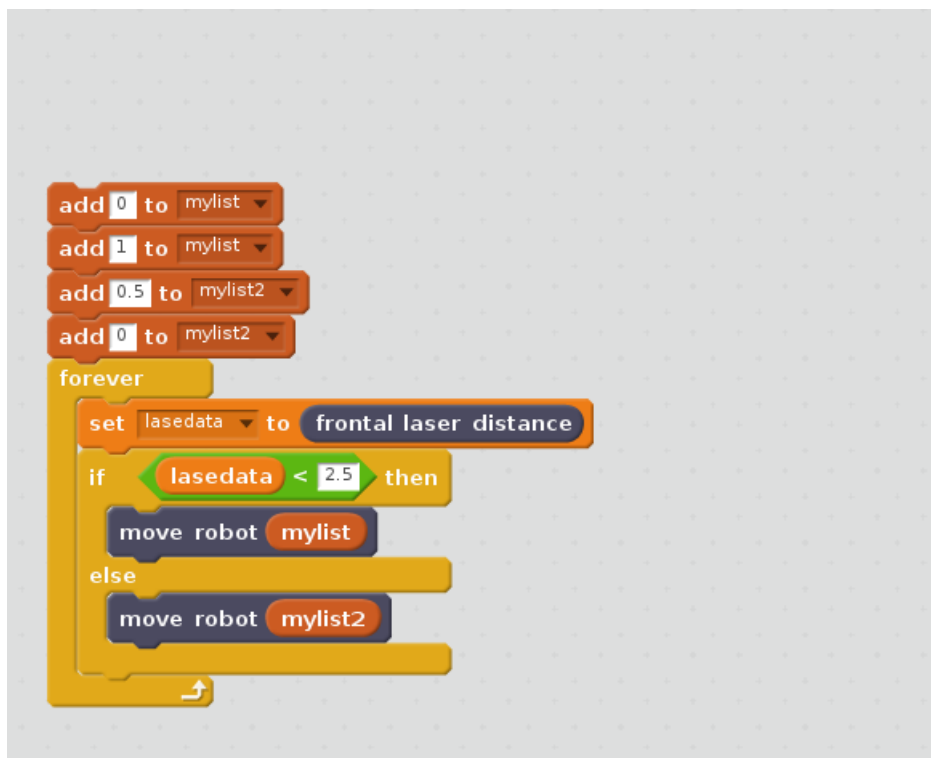 add 0 to mylist
add 1 to mylist
add 0.5 to mylist2
add 0 to mylist2
forever
set lasedata to frontal laser distance
if lasedata < 2.5 then
move robot mylist
else
move robot mylist2